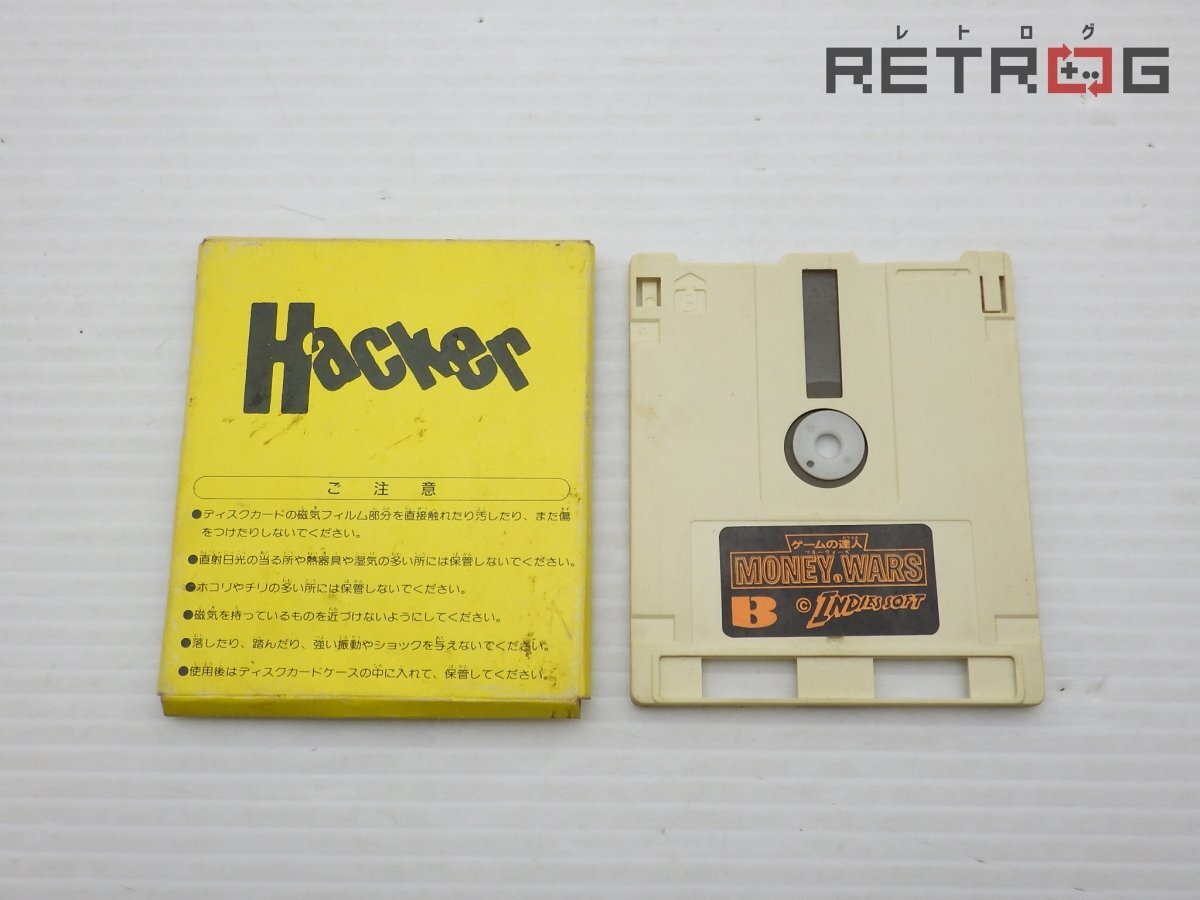 レトログ
RETROG
Hacker
ご注意
●ディスクカードの磁気フィルム部分を直接触れたり汚したり、また傷
をつけたりしないでください。
●直射日光の当る所や熱器具や湿気の多い所には保管しないでください。
●ホコリやチリの多い所には保管しないでください。
●磁気を持っているものを近づけないようにしてください。
●落したり、踏んだり、強い振動やショックを与えないでください。
●使用後はディスクカードケースの中に入れて、保管してください。
B
ゲームの達人
マネーウォーズ
MONEY WARS
B © INDIES SOFT